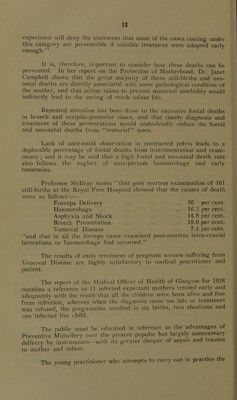 12
experience will deny the statement that most of the cases coming under
this category are preventable if suitable treatment were adopted early
enough."
It is, therefore, important to consider how these deaths can be
prevented. In her report on the Protection of Motherhood, Dr. Janet
Campbell shows that the great majority of these still-births and neo-
natal deaths are directly associated with some pathological condition of
the mother, and that action taken to prevent maternal morbidity would
indirectly lead to the saving of much infant life.
Repeated attention has been draw to the excessive foetal deaths
in breech and occipito-posterior cases, and that timely diagnosis and
treatment of these presentations would undoubtedly reduce the foetal
and neo-natal deaths from "tentorial" tears.
Lack of ante-natal observation in contracted pelvis leads to a
deplorable percentage of foetal deaths from instrumentation and crani-
otomy; and it may be said that a high foetal and neo-natal death rate
also follows the neglect of ante-partum haemorrhage and early
toxaemias.
Professor McIlroy states "that post mortem examination of 161
still-births at the Royal Free Hospital showed that the causes of death
were as follows :—
Forceps Delivery 26 per cent.
Haemorrhage 16.2 per cent.
Asphyxia and Shock 14.8 per cent.
Breech Presentation 10.0 per cent.
Venereal Disease 7.4 per cent.
"and that in all the forceps cases examined post-mortem intra-cranial
lacerations or haemorrhage had occurred."
The results of early treatment of pregnant women suffering from
Venereal Disease are highly satisfactory to medical practitioner and
patient.
The report of the Medical Officer of Health of Glasgow for 1926
contains a reference to 11 infected expectant mothers treated early and
adequately with the result that all the children were born alive and free
from infection, whereas when the diagnosis came too late or treatment
was refused, the pregnancies resulted in six births, two abortions and
one infected live child.
The public must be educated in reference to the advantages of
Preventive Midwifery over the present popular but largely unnecessary
delivery by instruments—with its greater danger of sepsis and trauma
to mother and infant.
The young practitioner who attempts to carry out in practice the